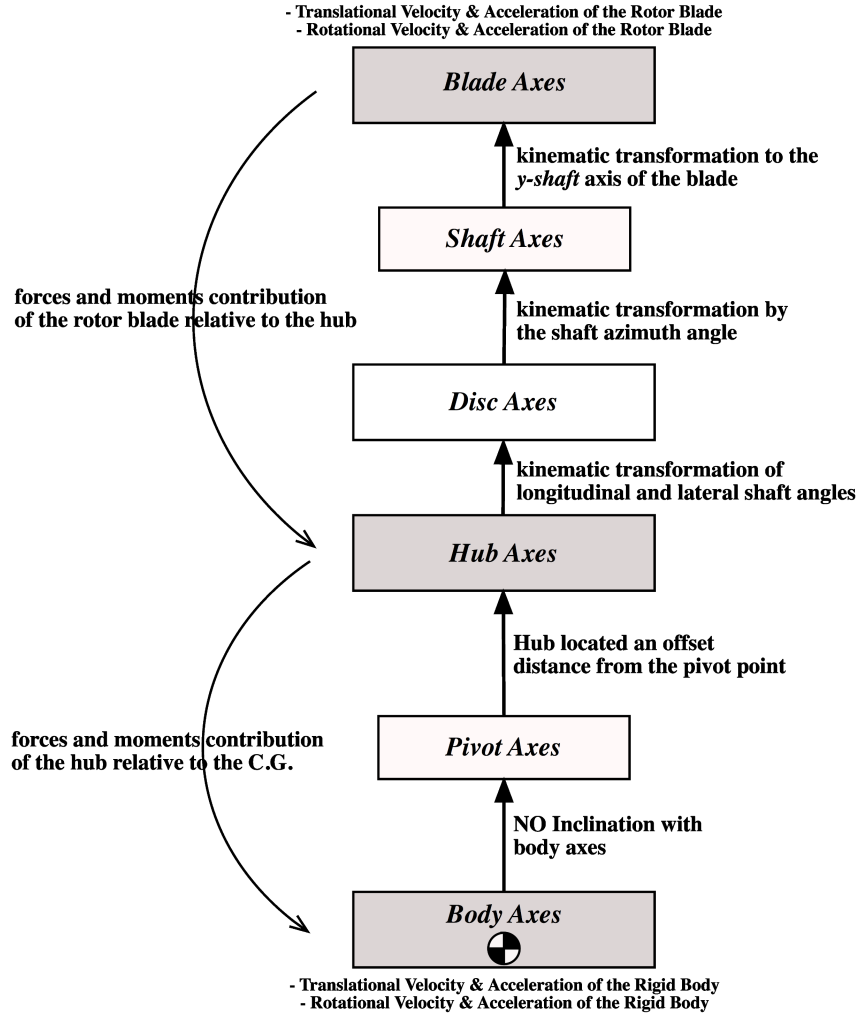 - Translational Velocity & Acceleration of the Rotor Blade
- Rotational Velocity & Acceleration of the Rotor Blade
Blade Axes
kinematic transformation to the
y-shaft axis of the blade
Shaft Axes
forces and moments contribution
of the rotor blade relative to the hub
kinematic transformation by
the shaft azimuth angle
Disc Axes
kinematic transformation of
longitudinal and lateral shaft angles
Hub Axes
Hub located an offset
distance from the pivot point
forces and moments contribution
of the hub relative to the C.G.
Pivot Axes
NO Inclination with
body axes
Body Axes
- Translational Velocity & Acceleration of the Rigid Body
- Rotational Velocity & Acceleration of the Rigid Body